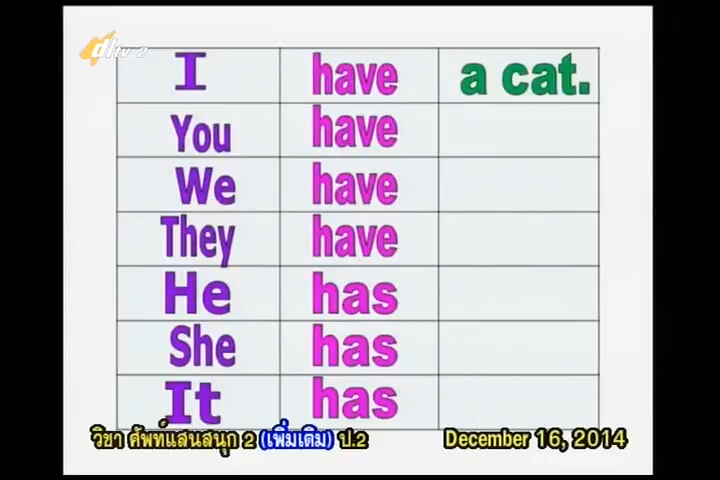 dltv 2
I have a cat.
You have
We have
They have
He has
She has
It has
วิชา ศัพท์แสนสนุก 2 (เพิ่มเติม) ป.2 December 16, 2014